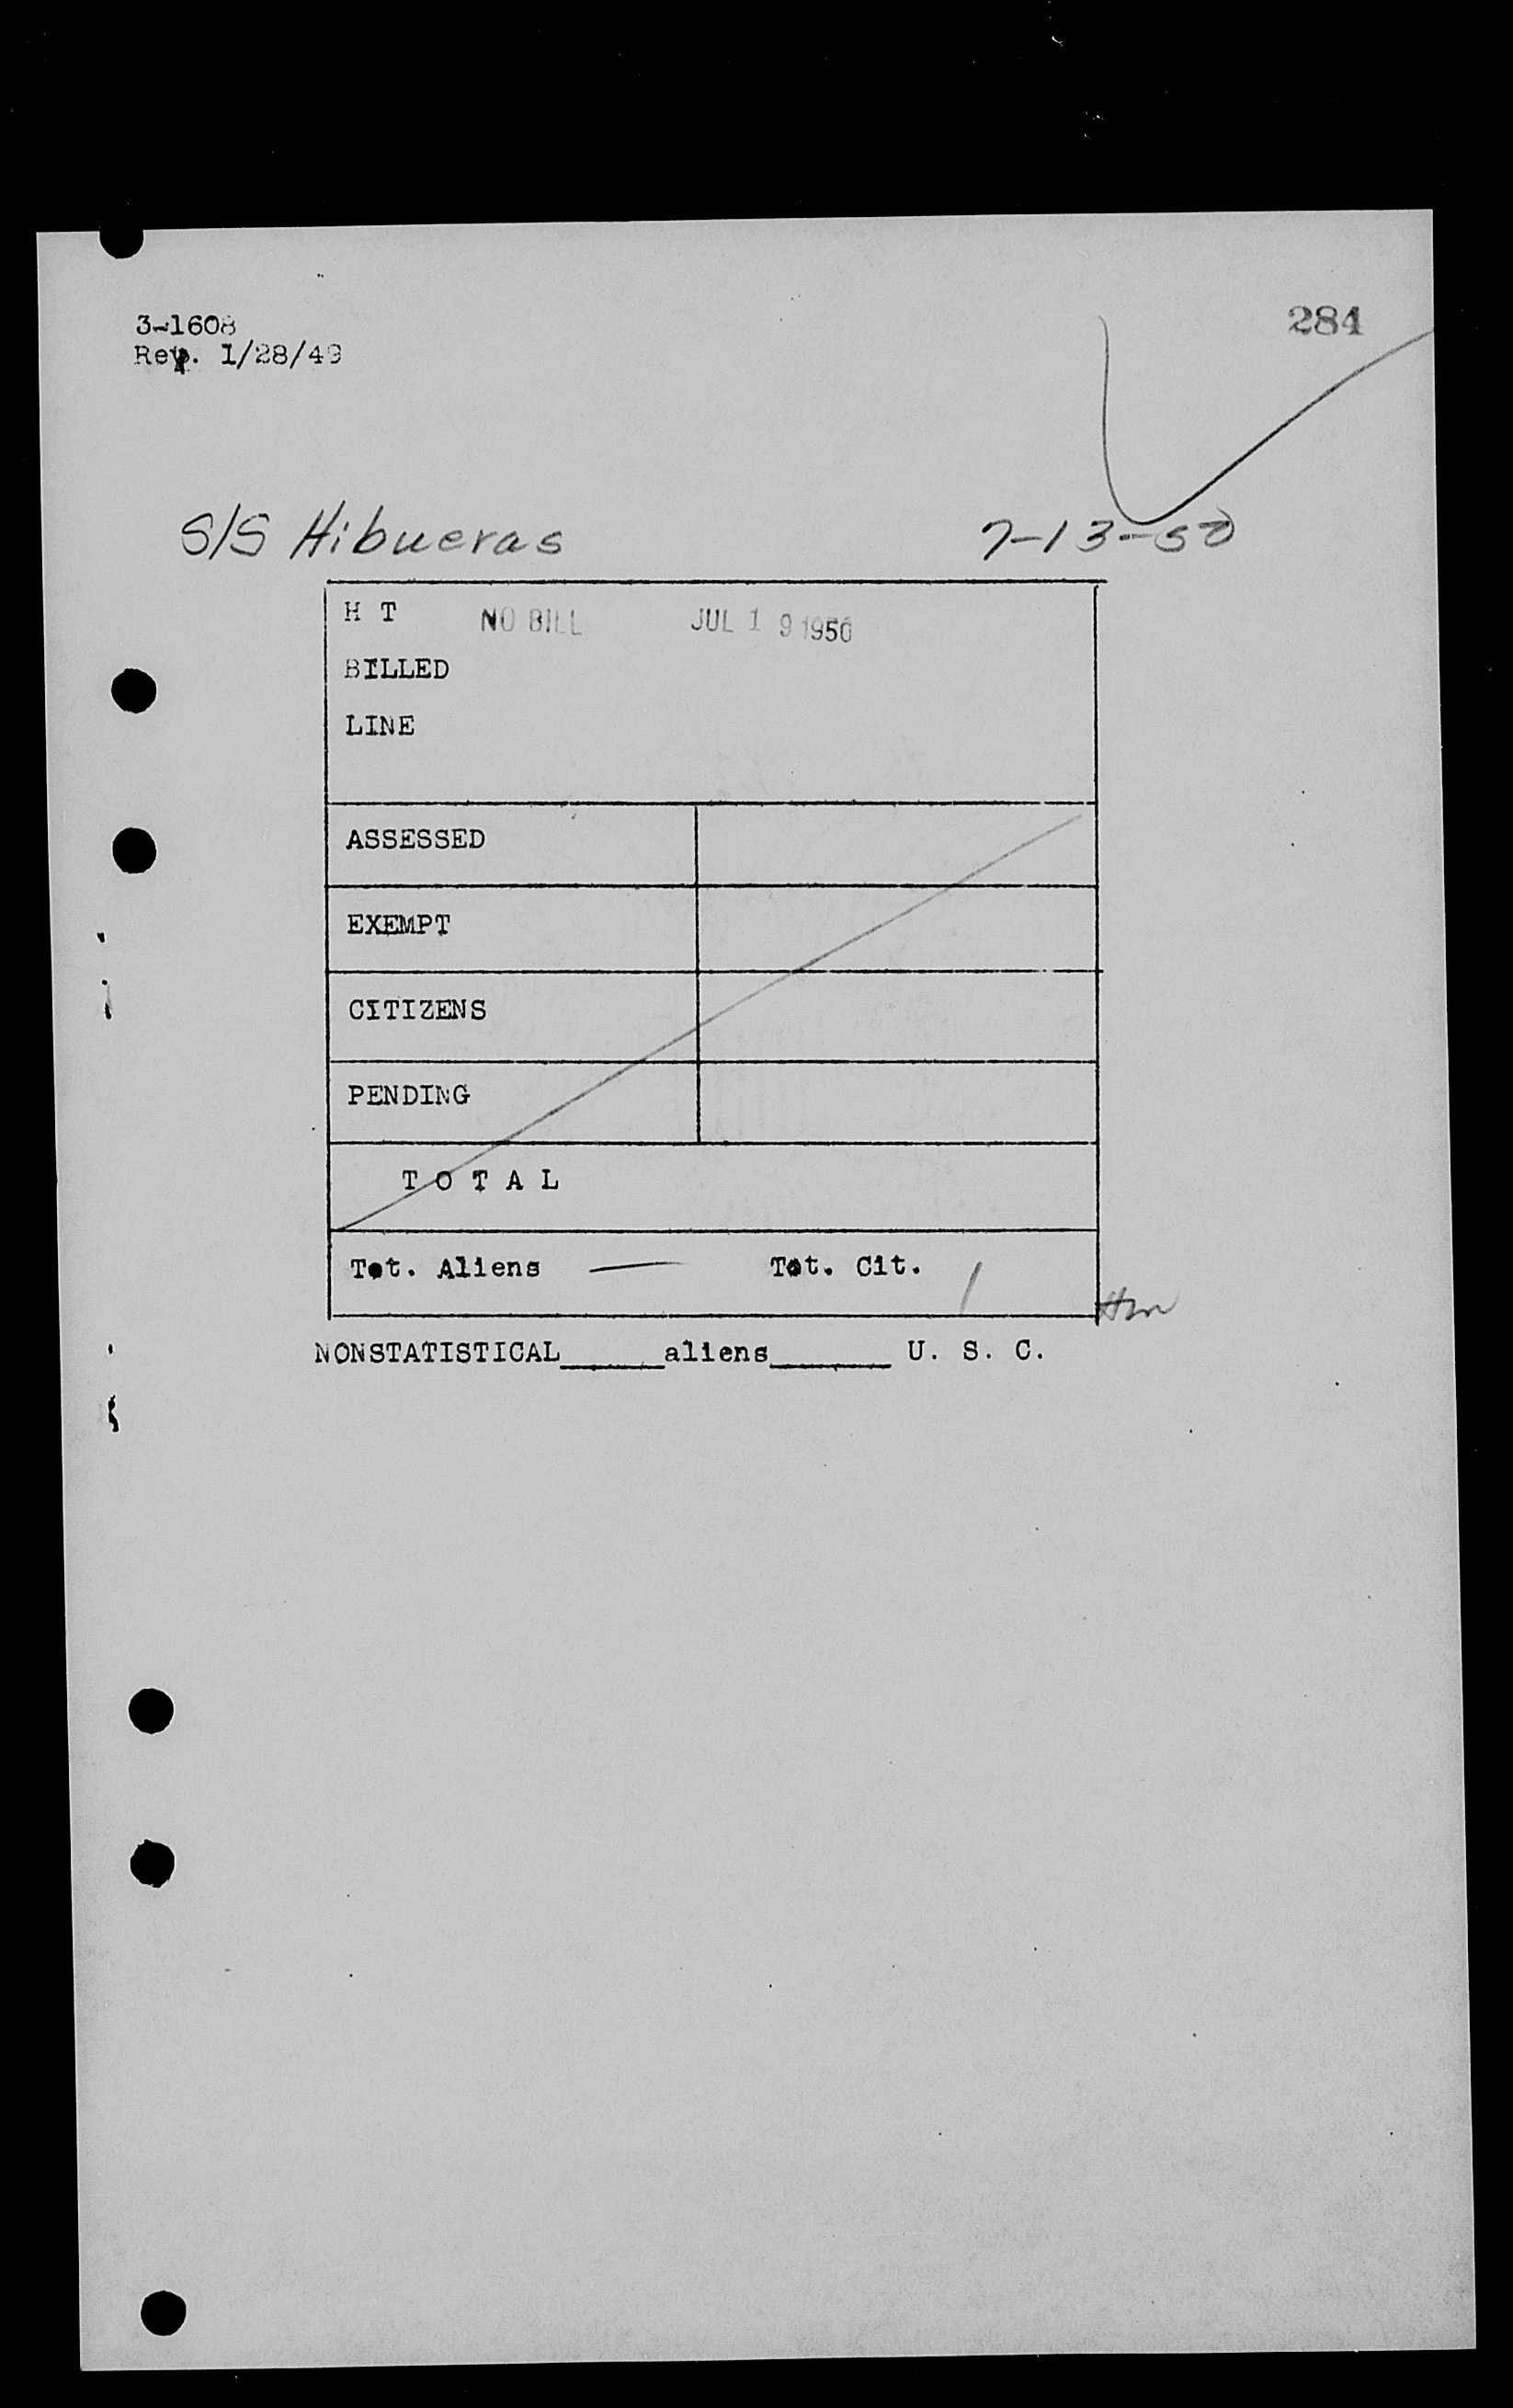 284
3-1608
Rev. 1/28/49
S/S Hibueras 7-13-50
H T NO BILL JUL 19 1950
BILLED
LINE
ASSESSED
EXEMPT
CITIZENS
PENDING
T O T A L
Tot. Aliens — Tot. Cit. 1
NONSTATISTICAL______aliens_______ U. S. C.